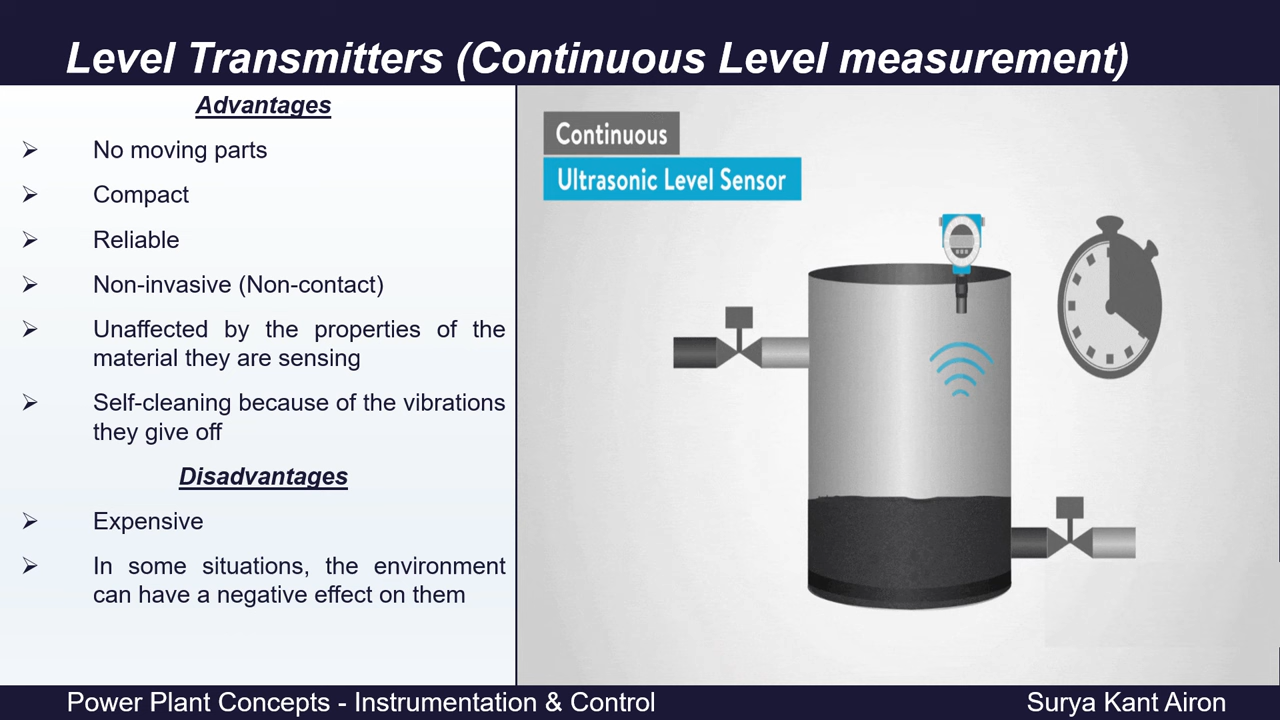 Level Transmitters (Continuous Level measurement)
Advantages
➢ No moving parts
➢ Compact
➢ Reliable
➢ Non-invasive (Non-contact)
➢ Unaffected by the properties of the
material they are sensing
➢ Self-cleaning because of the vibrations
they give off
Disadvantages
➢ Expensive
➢ In some situations, the environment
can have a negative effect on them
Continuous
Ultrasonic Level Sensor
Power Plant Concepts - Instrumentation & Control
Surya Kant Airon